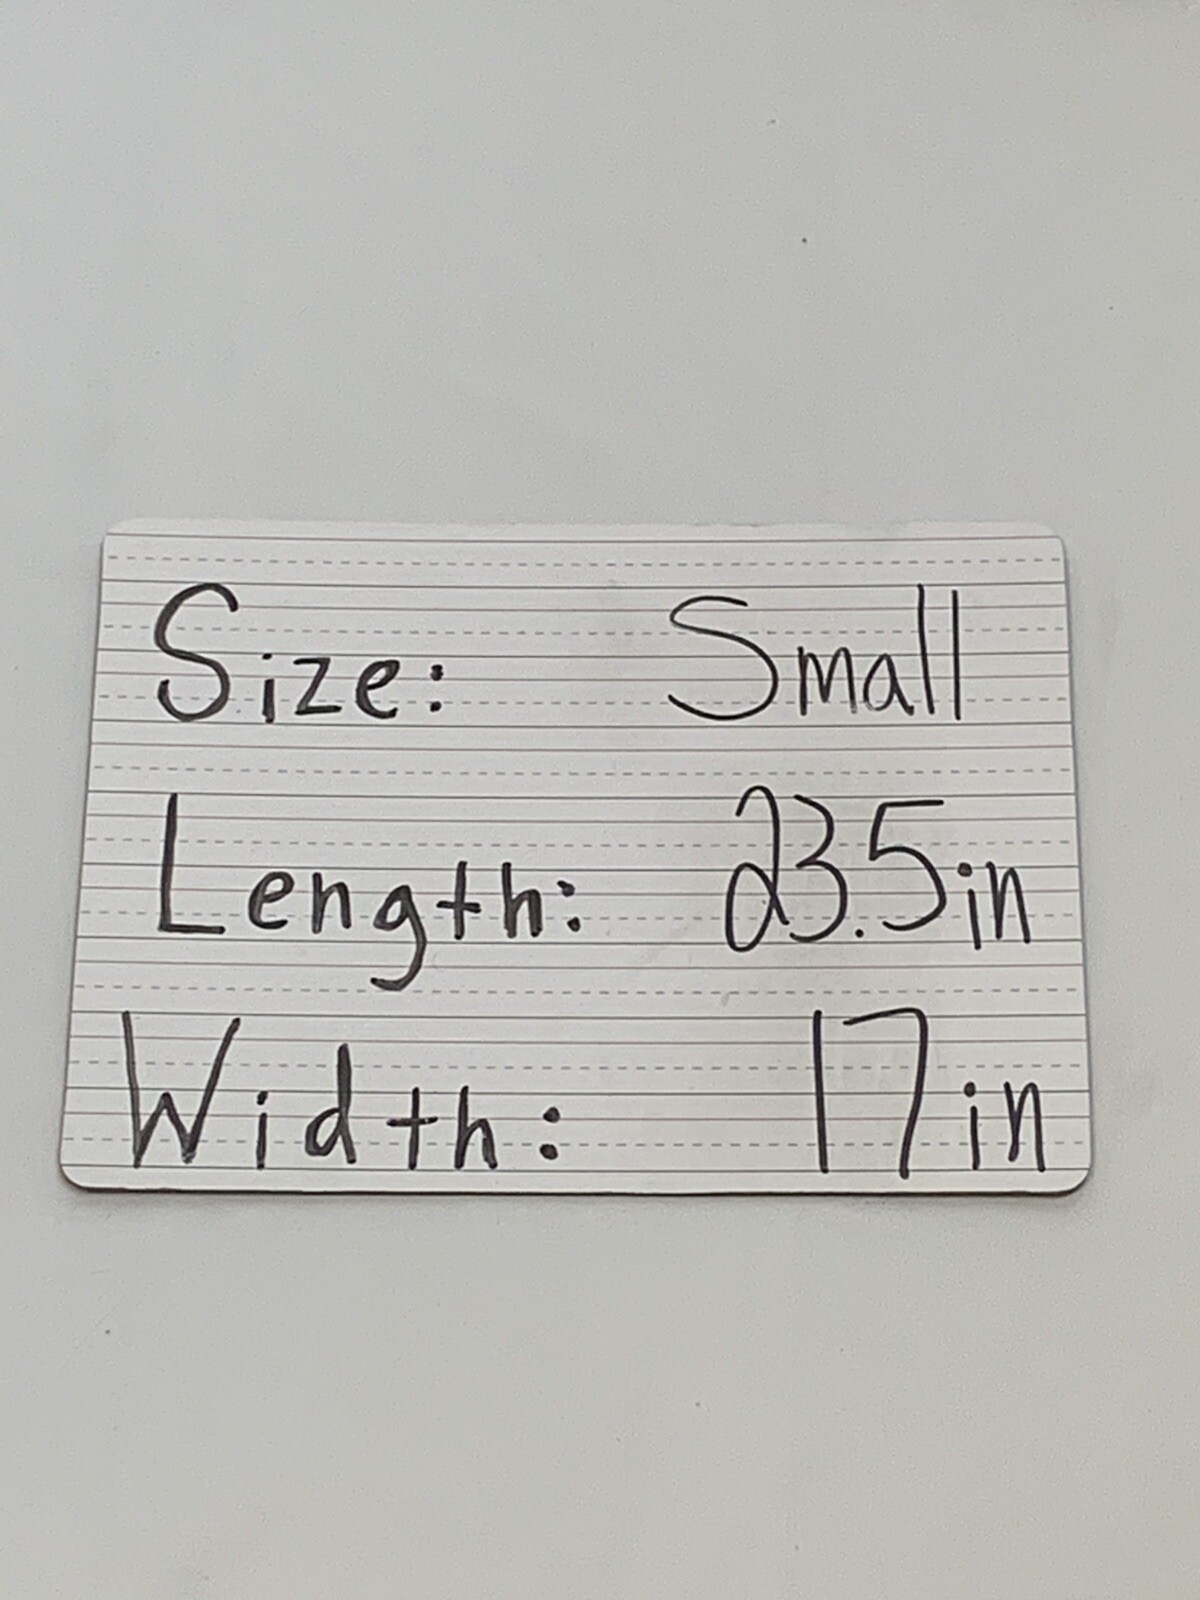 Size: Small
Length: 23.5in
Width: 17in